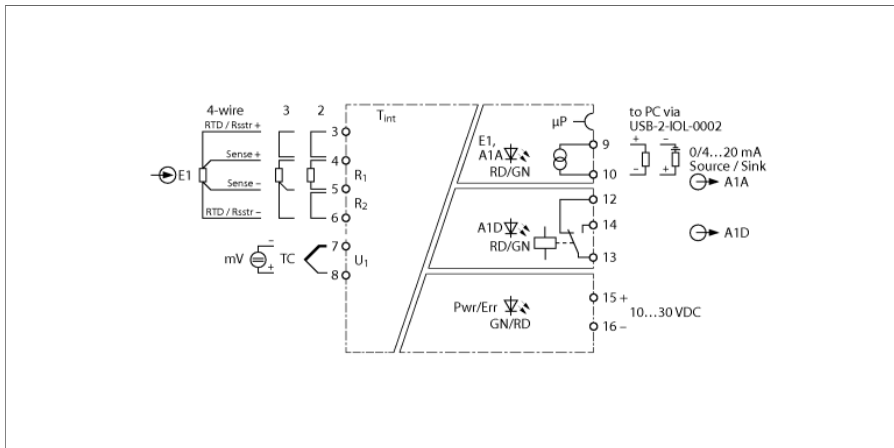 4-wire 3 2
RTD / Rsstr +
Sense +
E1
Sense –
RTD / Rsstr –
mV
–
+
TC
3
4
5
6
7
8
T int
R1
R2
U1
µP
E1,
A1A
RD/GN
A1D
RD/GN
Pwr/Err
GN/RD
9
10
12
14
13
15 +
16 –
to PC via
USB-2-IOL-0002
+ –
– +
0/4…20 mA
Source / Sink
A1A
A1D
10…30 VDC